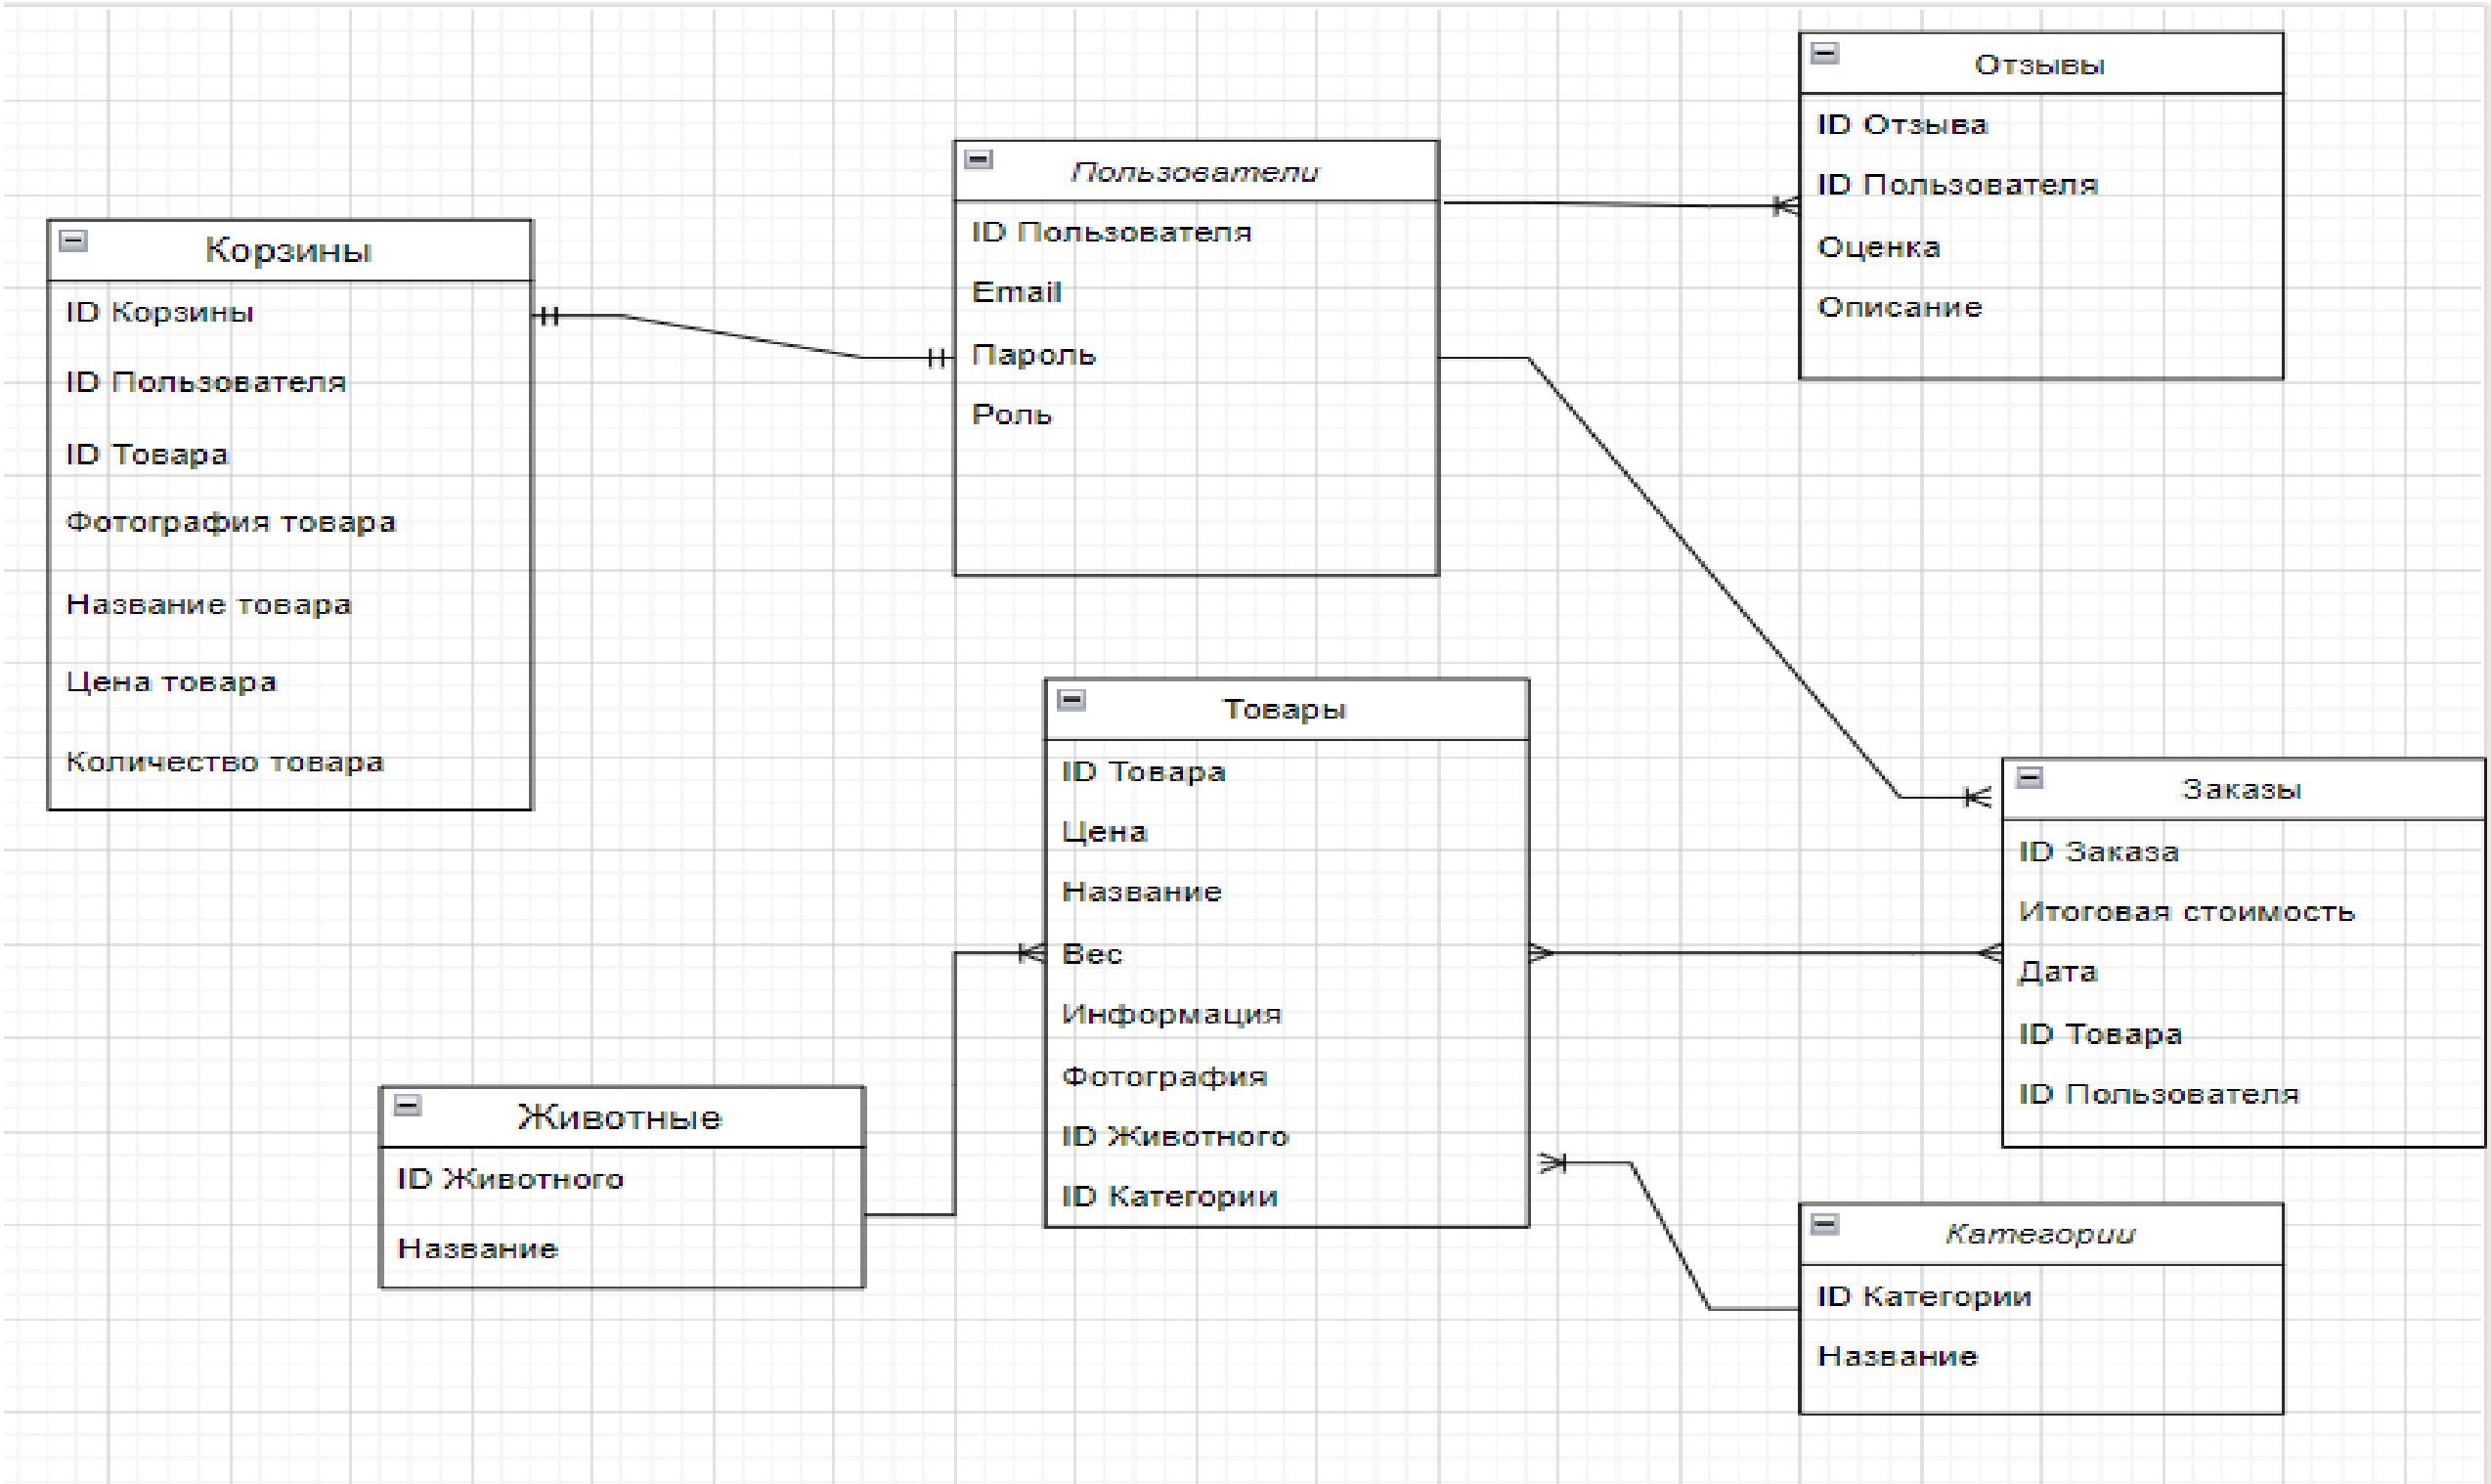 Отзывы
ID Отзыва
ID Пользователя
Оценка
Описание
Пользователи
ID Пользователя
Email
Пароль
Роль
Корзины
ID Корзины
ID Пользователя
ID Товара
Фотография товара
Название товара
Цена товара
Количество товара
Товары
ID Товара
Цена
Название
Вес
Информация
Фотография
ID Животного
ID Категории
Заказы
ID Заказа
Итоговая стоимость
Дата
ID Товара
ID Пользователя
Животные
ID Животного
Название
Категории
ID Категории
Название